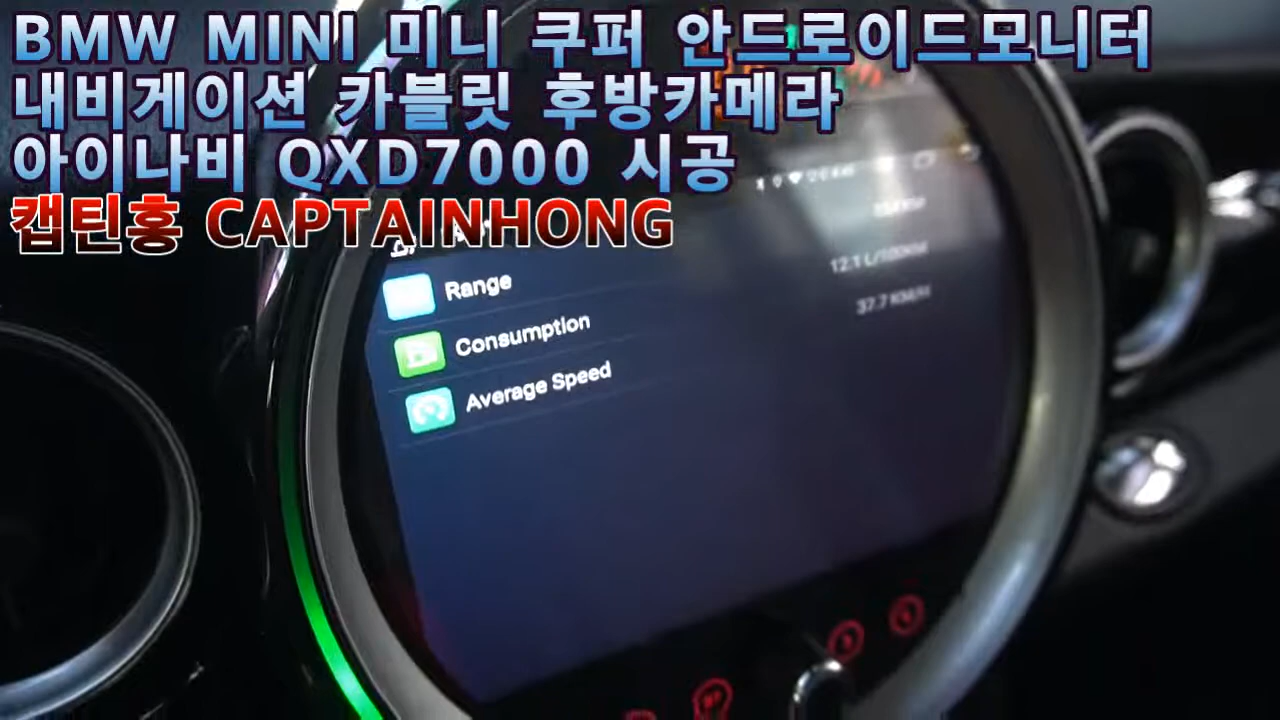 BMW MINI 미니 쿠퍼 안드로이드모니터
내비게이션 카블릿 후방카메라
아이나비 QXD7000 시공
캡틴홍 CAPTAINHONG
Range
12.1 L/100KM
Consumption
37.7 KM/H
Average Speed